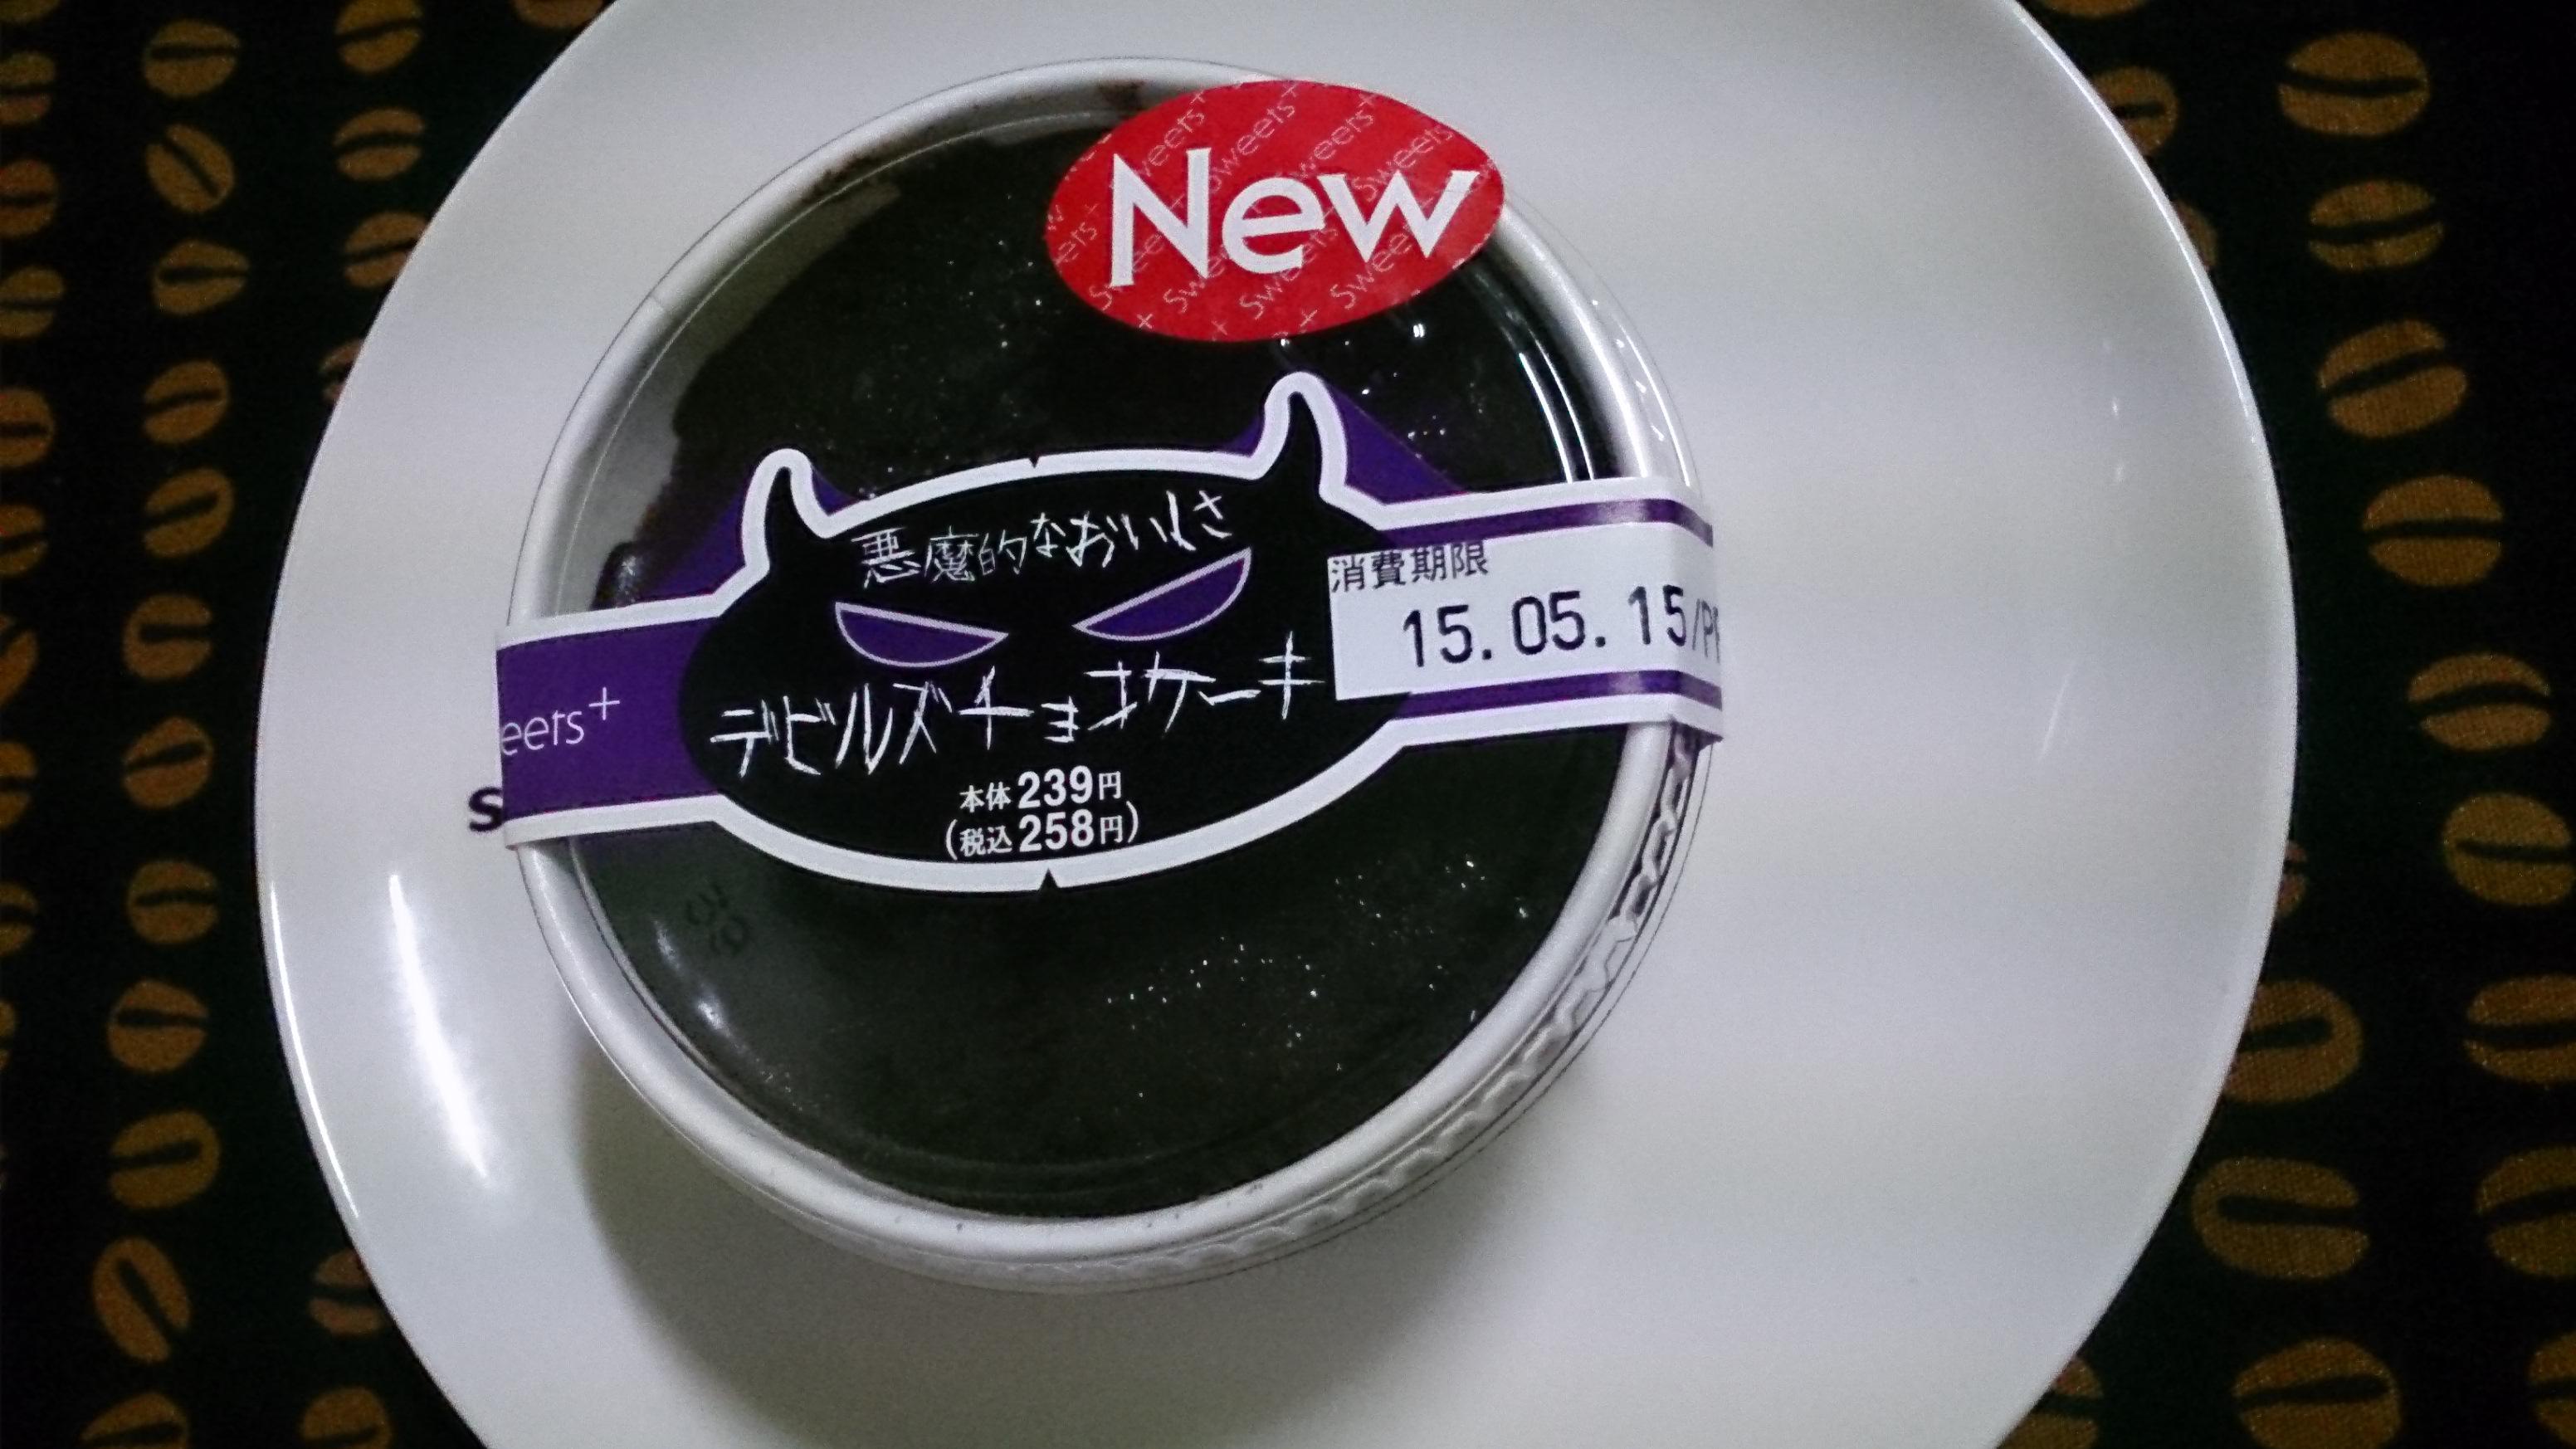 New
悪魔的なおいしさ
デビルズチョコケーキ
本体239円
(税込258円)
消費期限
15.05.15/P
eets+
s